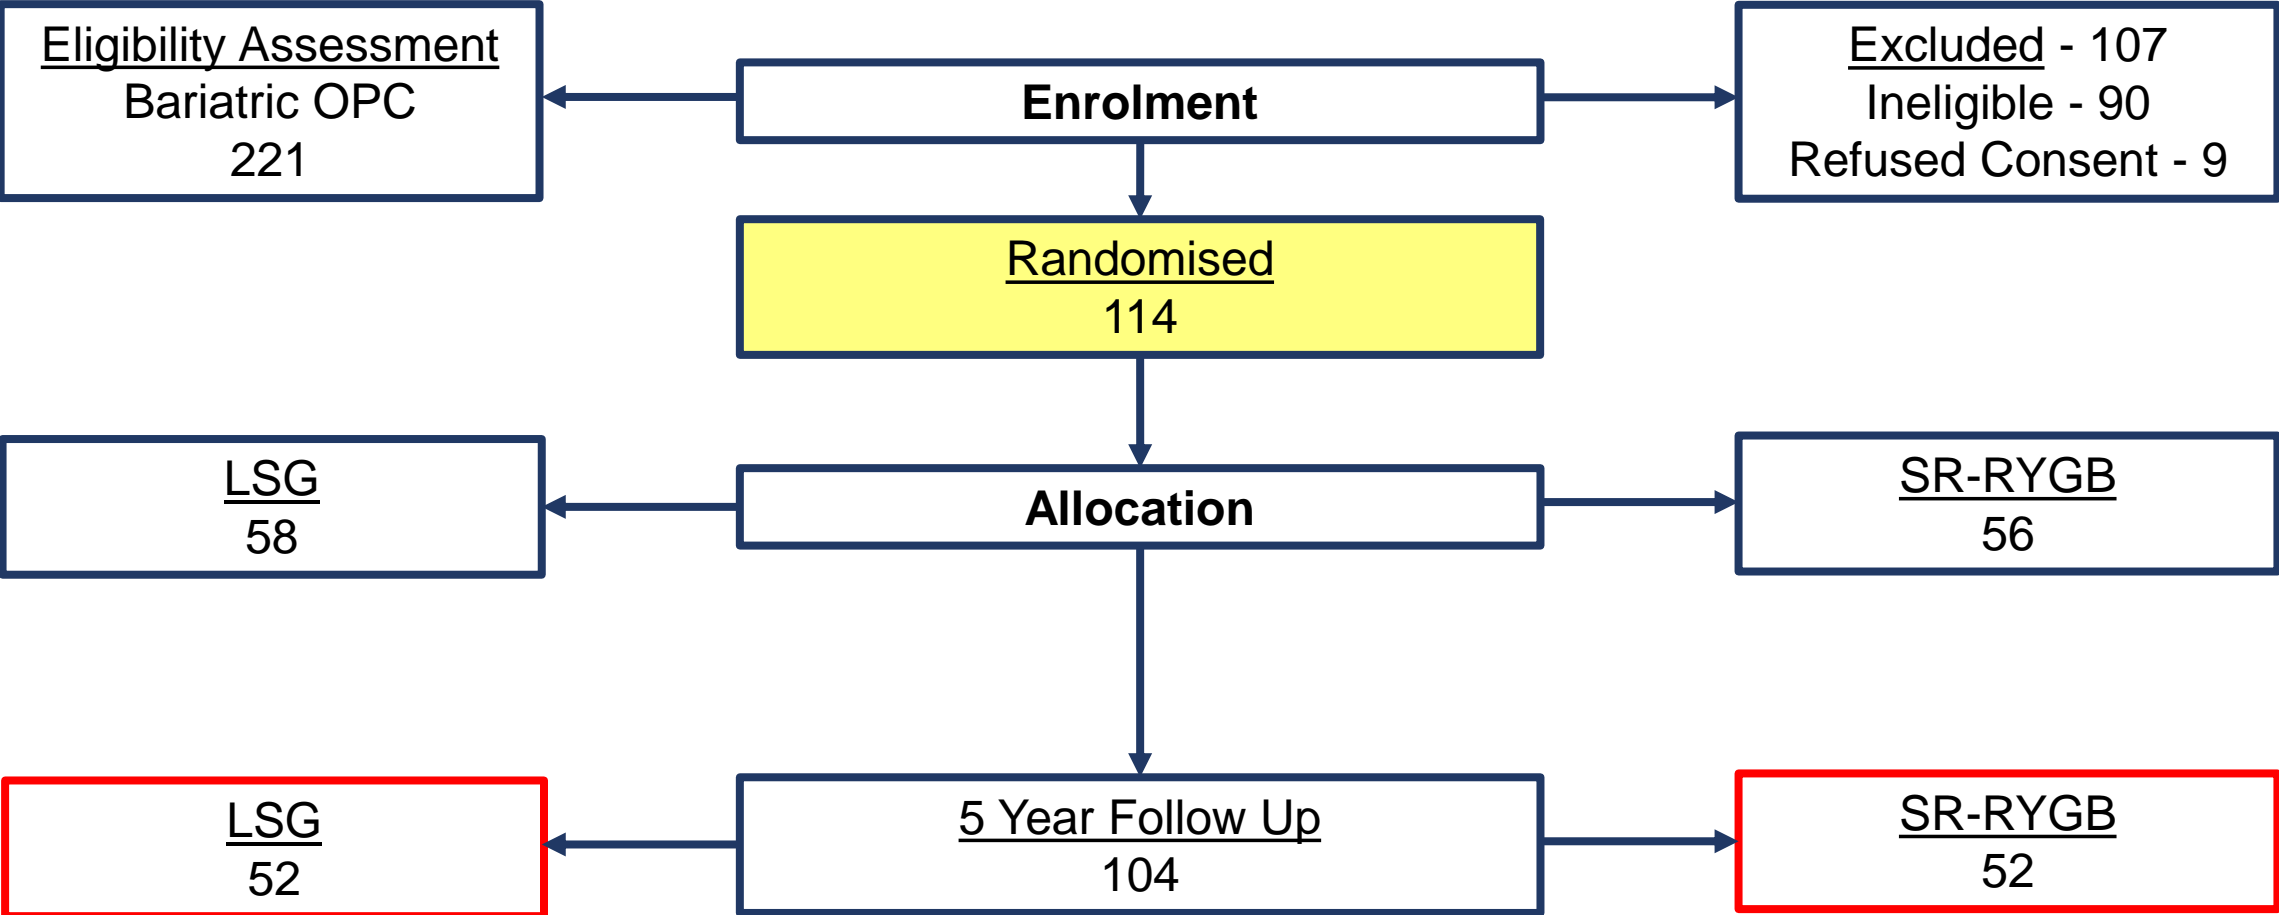 Eligibility Assessment
Bariatric OPC
221
Enrolment
Excluded - 107
Ineligible - 90
Refused Consent - 9
Randomised
114
LSG
58
Allocation
SR-RYGB
56
LSG
52
5 Year Follow Up
104
SR-RYGB
52